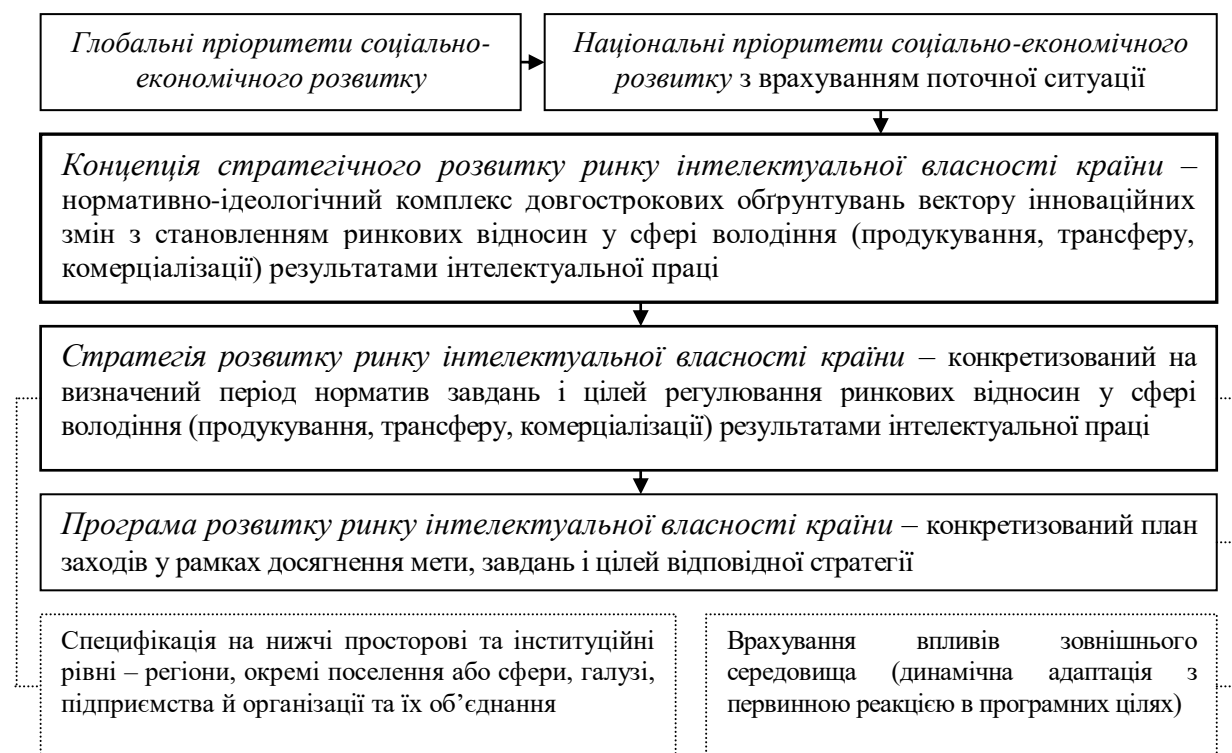 Глобальні пріоритети соціально-
економічного розвитку
Національні пріоритети соціально-економічного
розвитку з врахуванням поточної ситуації
Концепція стратегічного розвитку ринку інтелектуальної власності країни –
нормативно-ідеологічний комплекс довгострокових обґрунтувань вектору інноваційних
змін з становленням ринкових відносин у сфері володіння (продукування, трансферу,
комерціалізації) результатами інтелектуальної праці
Стратегія розвитку ринку інтелектуальної власності країни – конкретизований на
визначений період норматив завдань і цілей регулювання ринкових відносин у сфері
володіння (продукування, трансферу, комерціалізації) результатами інтелектуальної праці
Програма розвитку ринку інтелектуальної власності країни – конкретизований план
заходів у рамках досягнення мети, завдань і цілей відповідної стратегії
Специфікація на нижчі просторові та інституційні
рівні – регіони, окремі поселення або сфери, галузі,
підприємства й організації та їх об’єднання
Врахування впливів зовнішнього
середовища (динамічна адаптація з
первинною реакцією в програмних цілях)